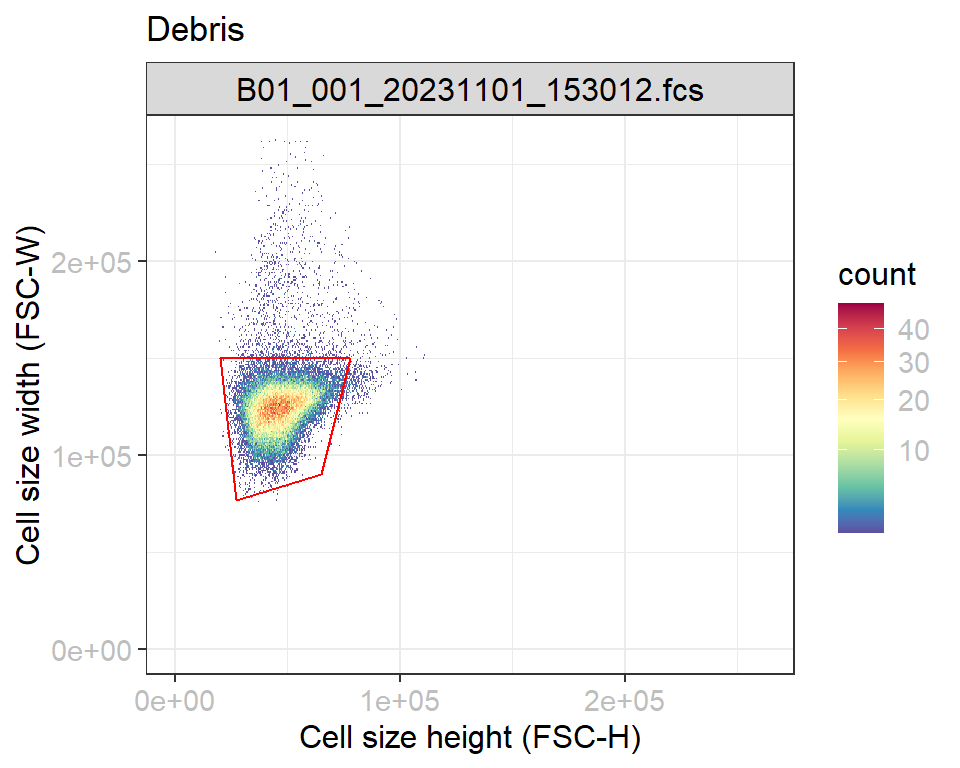 Debris
B01_001_20231101_153012.fcs
Cell size width (FSC-W)
2e+05
1e+05
0e+00
0e+00 1e+05 2e+05
Cell size height (FSC-H)
count
40
30
20
10